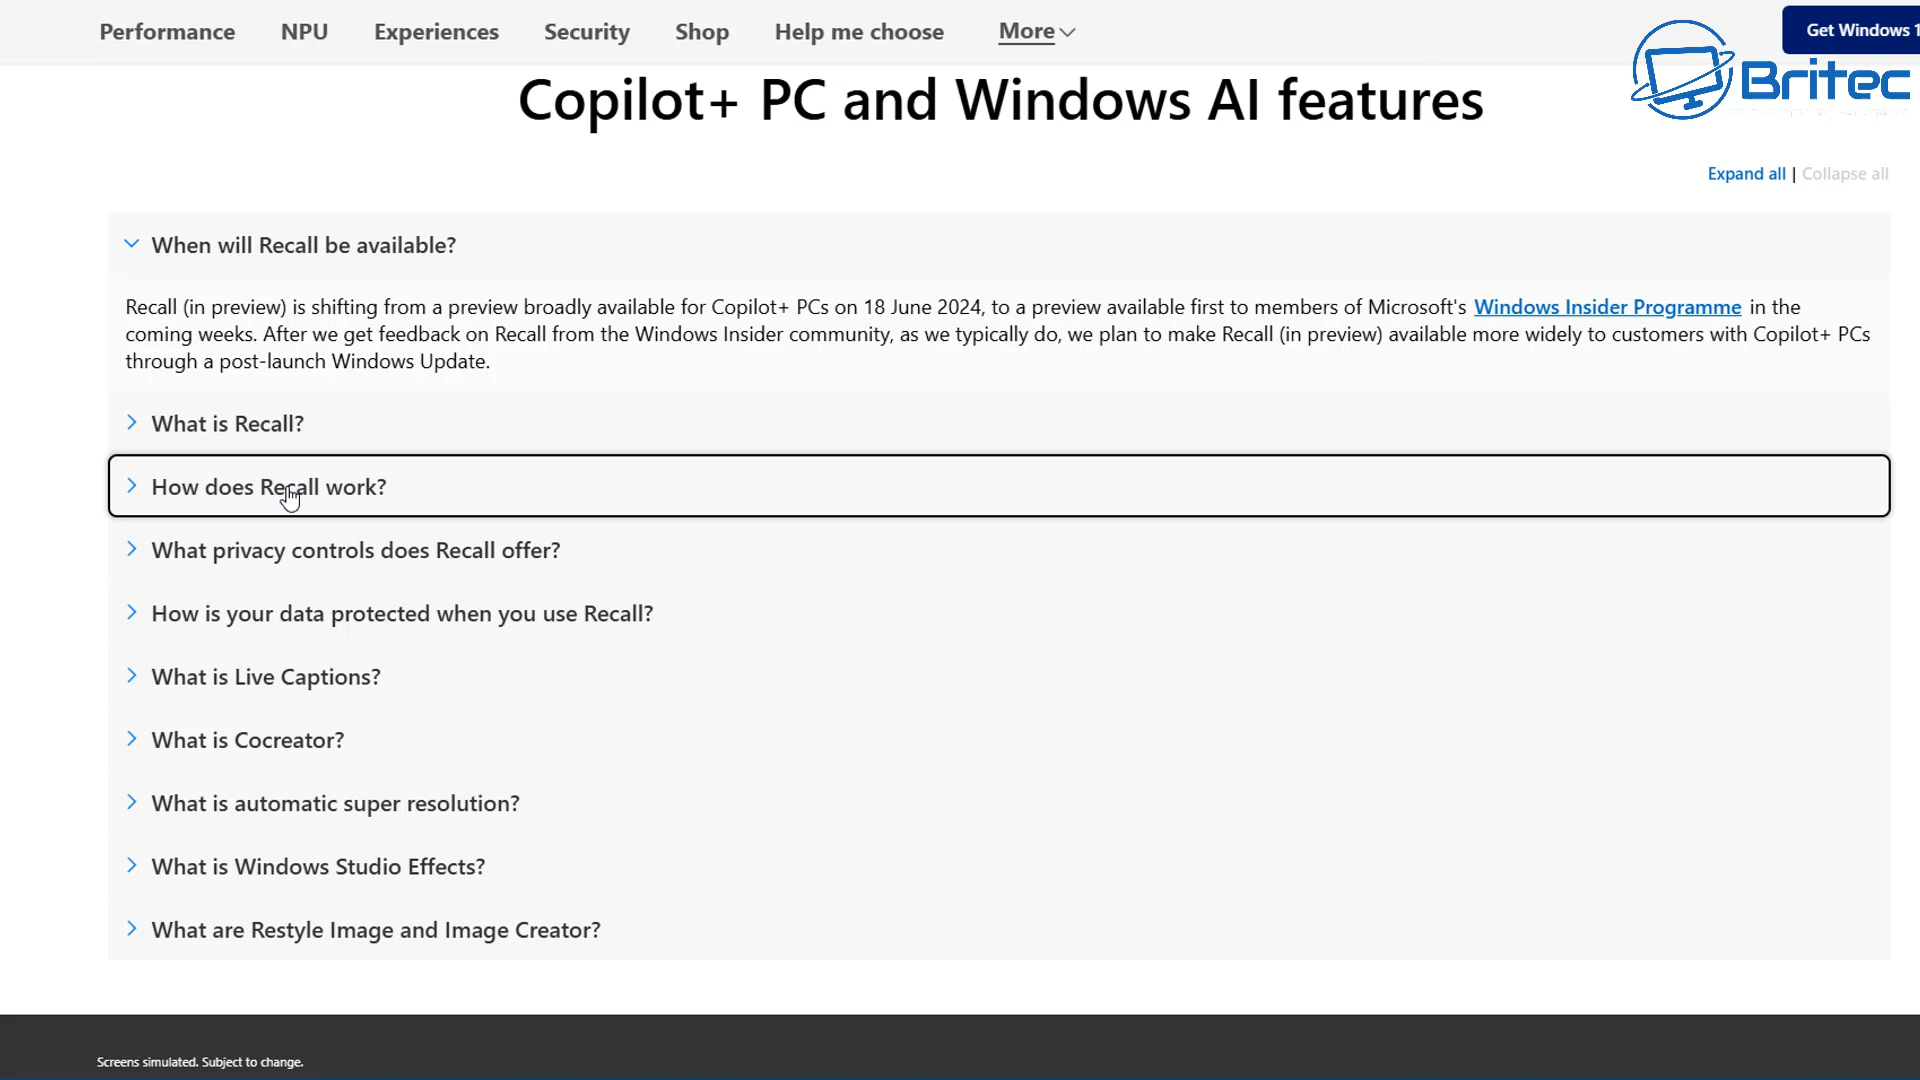 Performance NPU Experiences Security Shop Help me choose More
Get Windows 1
Britec
Copilot+ PC and Windows AI features
Expand all | Collapse all
When will Recall be available?
Recall (in preview) is shifting from a preview broadly available for Copilot+ PCs on 18 June 2024, to a preview available first to members of Microsoft's Windows Insider Programme in the
coming weeks. After we get feedback on Recall from the Windows Insider community, as we typically do, we plan to make Recall (in preview) available more widely to customers with Copilot+ PCs
through a post-launch Windows Update.
What is Recall?
How does Recall work?
What privacy controls does Recall offer?
How is your data protected when you use Recall?
What is Live Captions?
What is Cocreator?
What is automatic super resolution?
What is Windows Studio Effects?
What are Restyle Image and Image Creator?
Screens simulated. Subject to change.